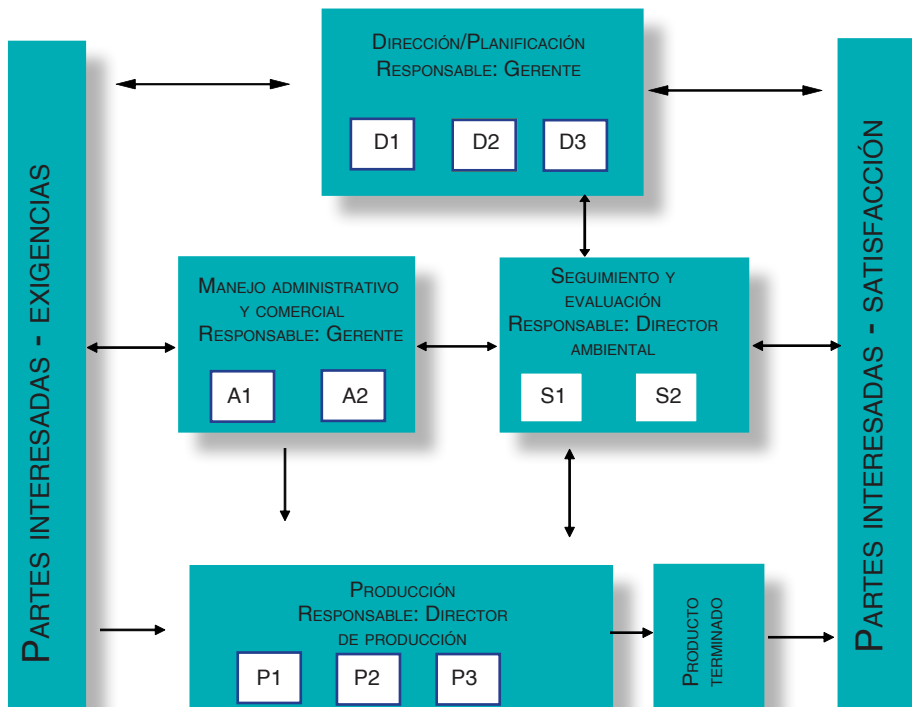 Partes interesadas - exigencias
Dirección/Planificación
Responsable: Gerente
D1
D2
D3
Manejo administrativo
y comercial
Responsable: Gerente
A1
A2
Seguimiento y
evaluación
Responsable: Director
ambiental
S1
S2
Producción
Responsable: Director
de producción
P1
P2
P3
Producto
terminado
Partes interesadas - satisfacción